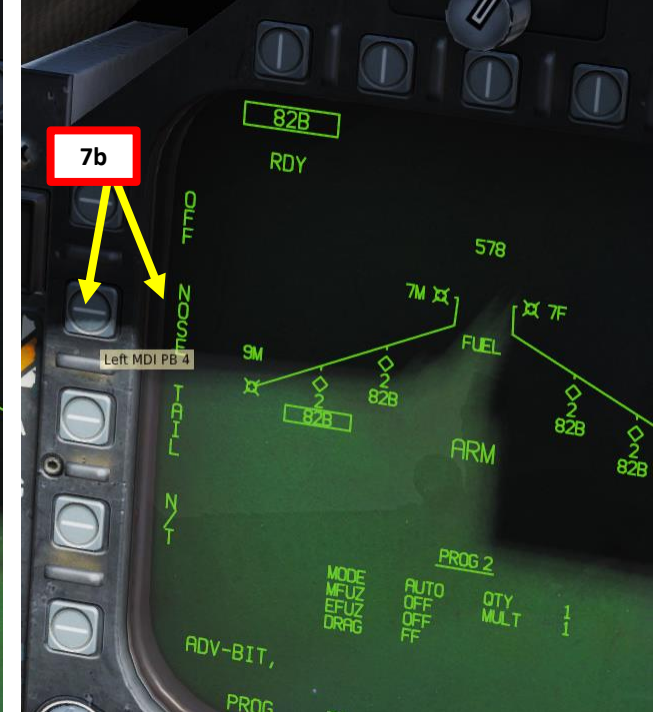 82B
7b
RDY
OFF
578
NOSE
7M
7F
FUEL
Left MDI PB 4
9M
2
2
2
2
82B
82B
82B
82B
TAIL
ARM
N/T
PROG 2
MODE AUTO QTY 1
MFUZ OFF MULT 1
EFUZ OFF
DRAG FF
ADV-BIT,
PROG